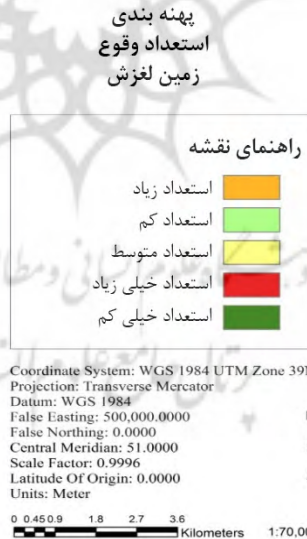 پهنه بندی
استعداد وقوع
زمین لغزش
راهنمای نقشه
استعداد زیاد
استعداد کم
استعداد متوسط
استعداد خیلی زیاد
استعداد خیلی کم
Coordinate System: WGS 1984 UTM Zone 39N
Projection: Transverse Mercator
Datum: WGS 1984
False Easting: 500,000.0000
False Northing: 0.0000
Central Meridian: 51.0000
Scale Factor: 0.9996
Latitude Of Origin: 0.0000
Units: Meter
0 0.45 0.9 1.8 2.7 3.6
Kilometers 1:70,00